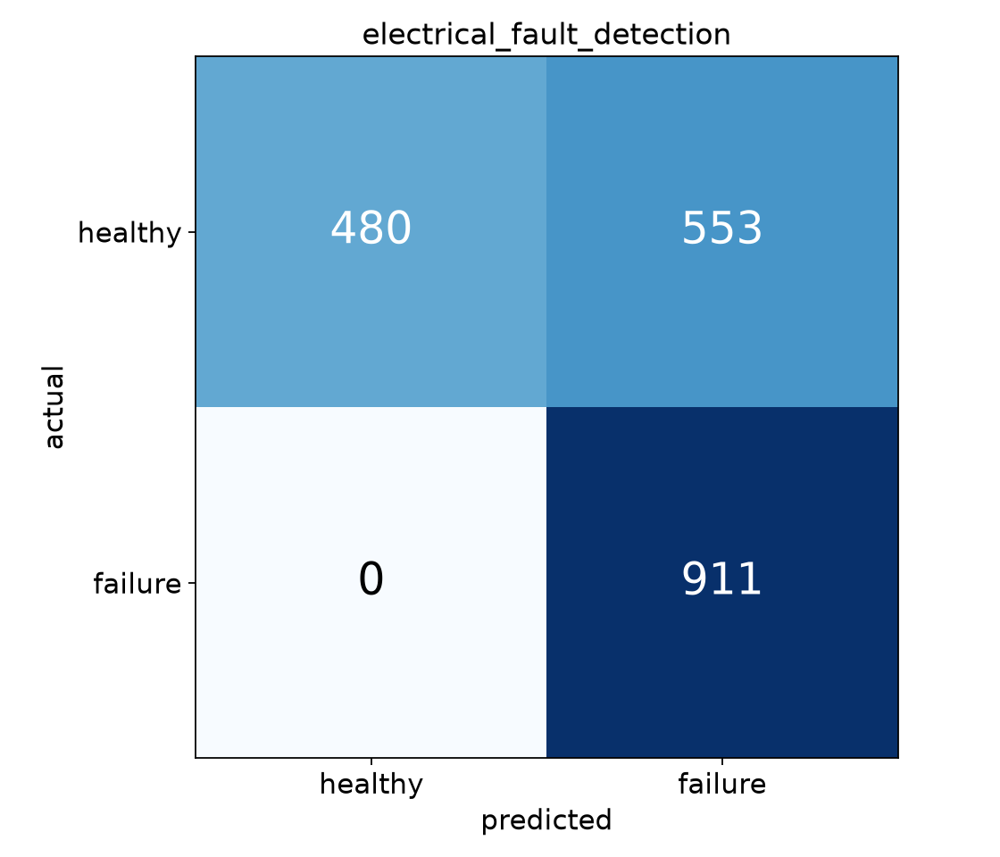 electrical_fault_detection
healthy
480
553
actual
failure
0
911
healthy
failure
predicted